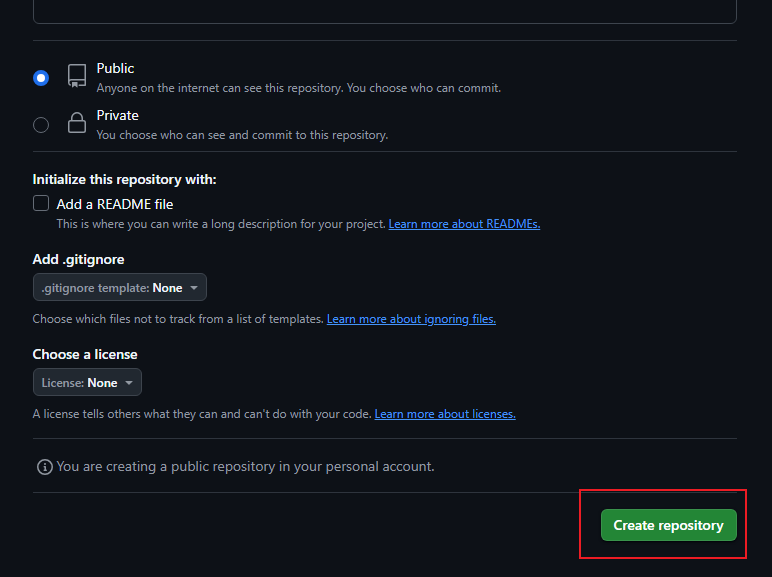 Public
Anyone on the internet can see this repository. You choose who can commit.
Private
You choose who can see and commit to this repository.
Initialize this repository with:
Add a README file
This is where you can write a long description for your project. Learn more about READMEs.
Add .gitignore
.gitignore template: None
Choose which files not to track from a list of templates. Learn more about ignoring files.
Choose a license
License: None
A license tells others what they can and can't do with your code. Learn more about licenses.
You are creating a public repository in your personal account.
Create repository